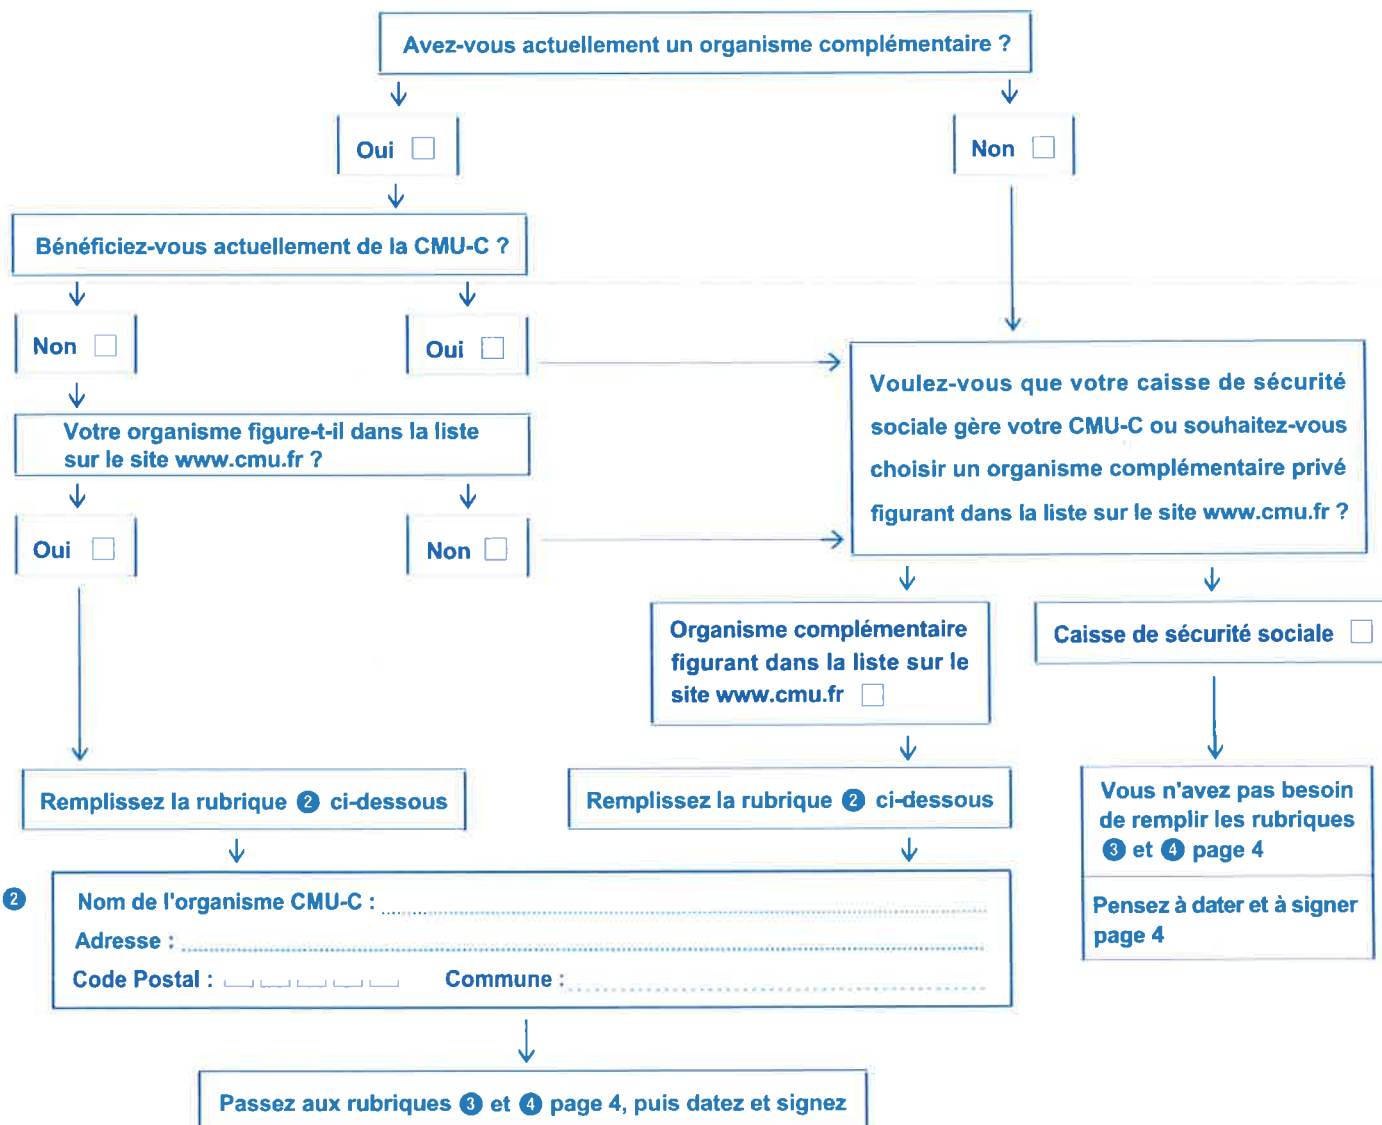 Avez-vous actuellement un organisme complémentaire ?
Oui
Non
Bénéficiez-vous actuellement de la CMU-C ?
Non
Oui
Votre organisme figure-t-il dans la liste
sur le site www.cmu.fr ?
Oui
Non
Voulez-vous que votre caisse de sécurité
sociale gère votre CMU-C ou souhaitez-vous
choisir un organisme complémentaire privé
figurant dans la liste sur le site www.cmu.fr ?
Organisme complémentaire
figurant dans la liste sur le
site www.cmu.fr
Caisse de sécurité sociale
Remplissez la rubrique 2 ci-dessous
Remplissez la rubrique 2 ci-dessous
Vous n'avez pas besoin
de remplir les rubriques
3 et 4 page 4
Pensez à dater et à signer
page 4
2
Nom de l'organisme CMU-C :
Adresse :
Code Postal : Commune :
Passez aux rubriques 3 et 4 page 4, puis datez et signez